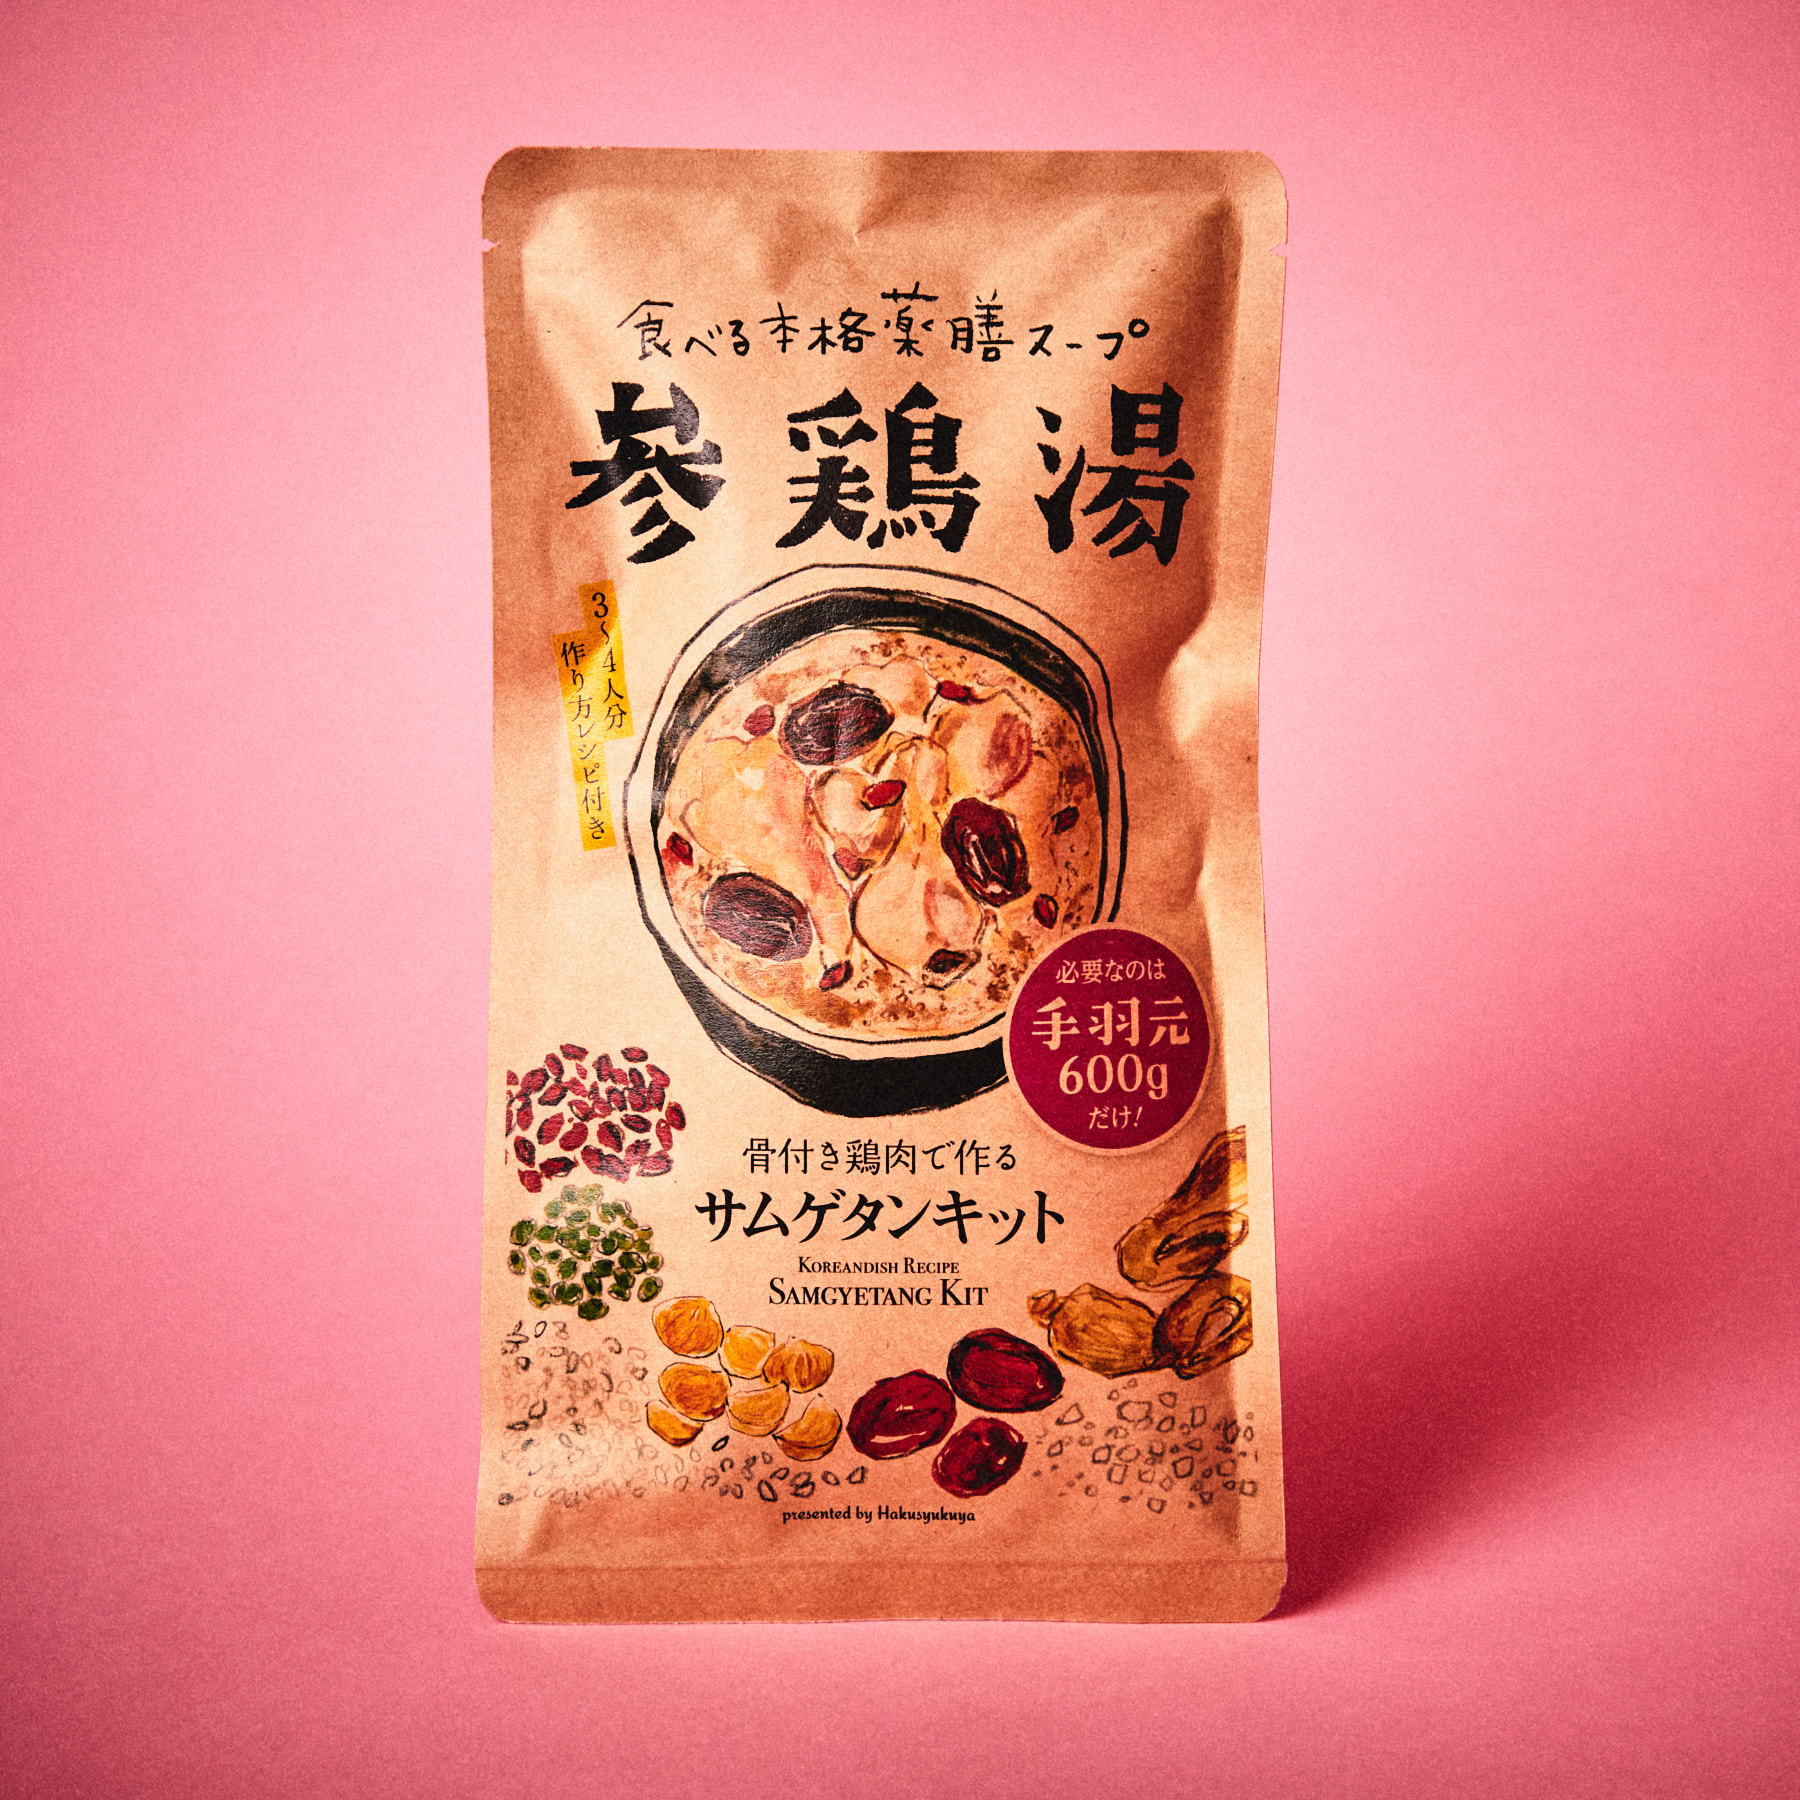 食べる本格薬膳スープ
参鶏湯
3〜4人分
作り方レシピ付き
必要なのは
手羽元
600g
だけ!
骨付き鶏肉で作る
サムゲタンキット
KOREANDISH RECIPE
SAMGYETANG KIT
presented by Hakusyukuya